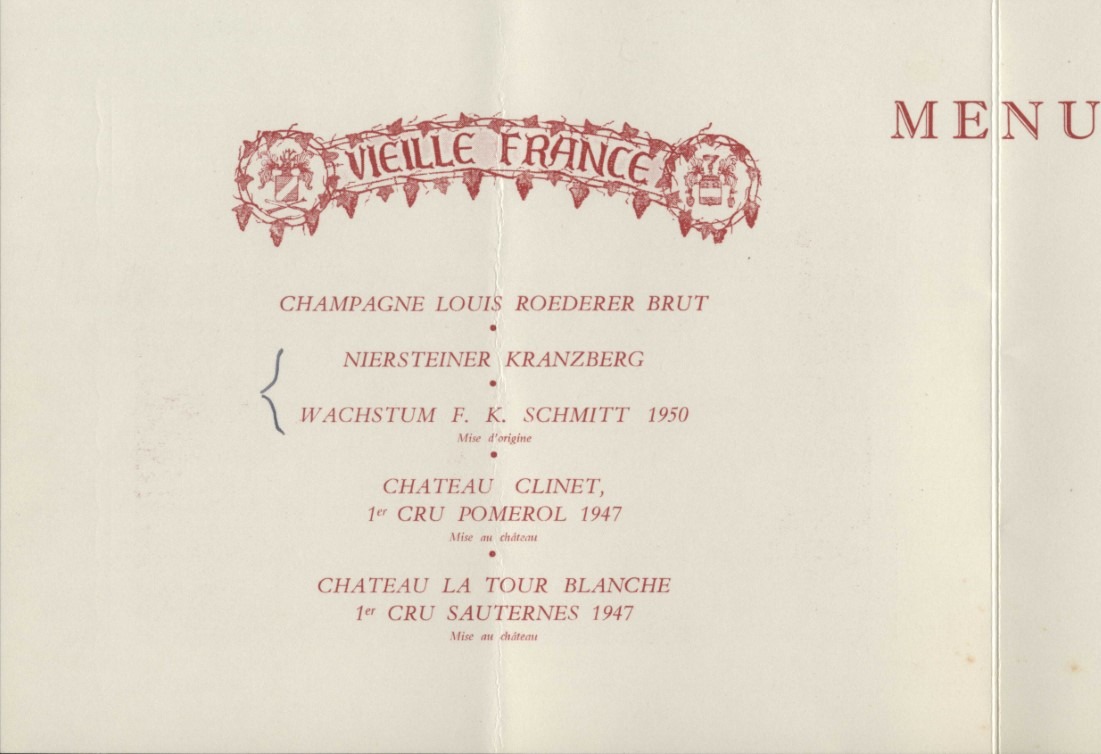 VIEILLE FRANCE
CHAMPAGNE LOUIS ROEDERER BRUT
NIERSTEINER KRANZBERG
WACHSTUM F. K. SCHMITT 1950
Mise d'origine
CHATEAU CLINET,
1er CRU POMEROL 1947
Mise au château
CHATEAU LA TOUR BLANCHE
1er CRU SAUTERNES 1947
Mise au château
MENU